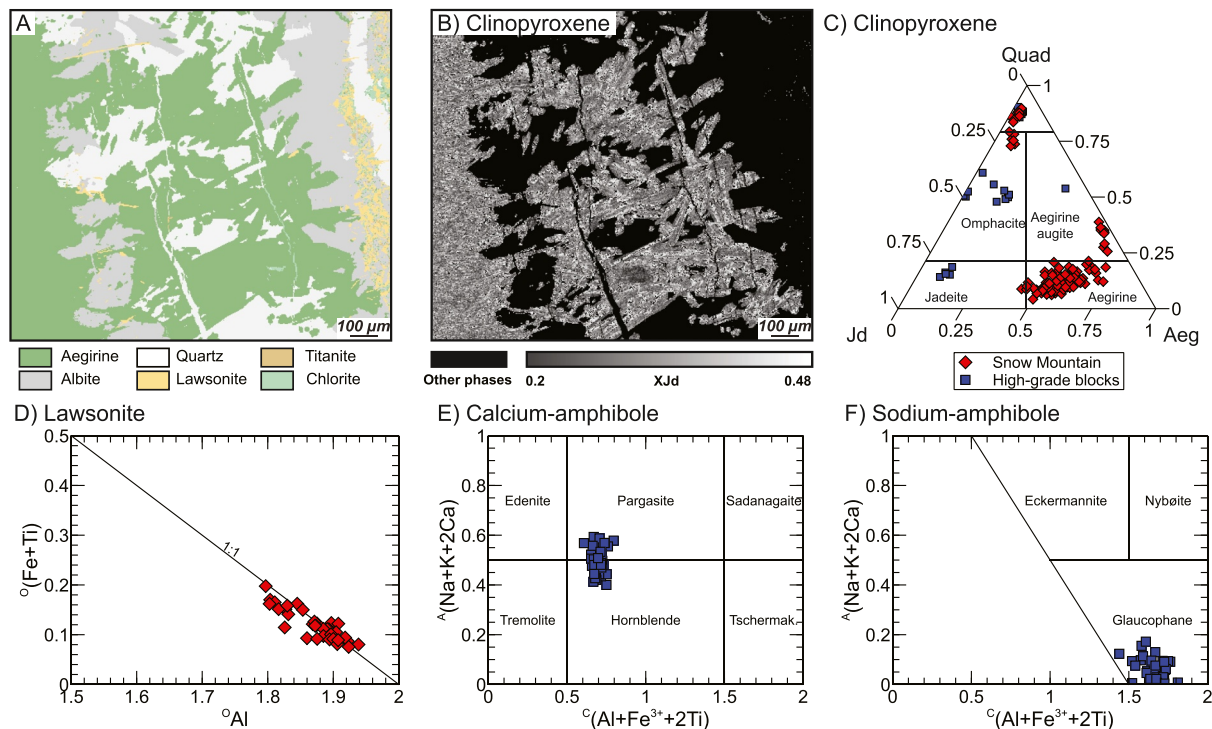 A
100 µm
Aegirine
Quartz
Titanite
Albite
Lawsonite
Chlorite
B) Clinopyroxene
100 µm
Other phases
0.2
XJd
0.48
C) Clinopyroxene
Quad
0
1
0.25
0.75
0.5
0.5
Omphacite
Aegirine
augite
0.75
0.25
Jadeite
Aegirine
1
0
Jd
0
0.25
0.5
0.75
1
Aeg
Snow Mountain
High-grade blocks
D) Lawsonite
0.5
0.4
0.3
0.2
0.1
0
O(Fe+Ti)
1:1
1.5
1.6
1.7
1.8
1.9
2
OAl
E) Calcium-amphibole
1
0.8
0.6
0.4
0.2
0
A(Na+K+2Ca)
Edenite
Pargasite
Sadanagaite
Tremolite
Hornblende
Tschermak.
0
0.5
1
1.5
2
C(Al+Fe3++2Ti)
F) Sodium-amphibole
1
0.8
0.6
0.4
0.2
0
A(Na+K+2Ca)
Eckermannite
Nybøite
Glaucophane
0
0.5
1
1.5
2
C(Al+Fe3++2Ti)